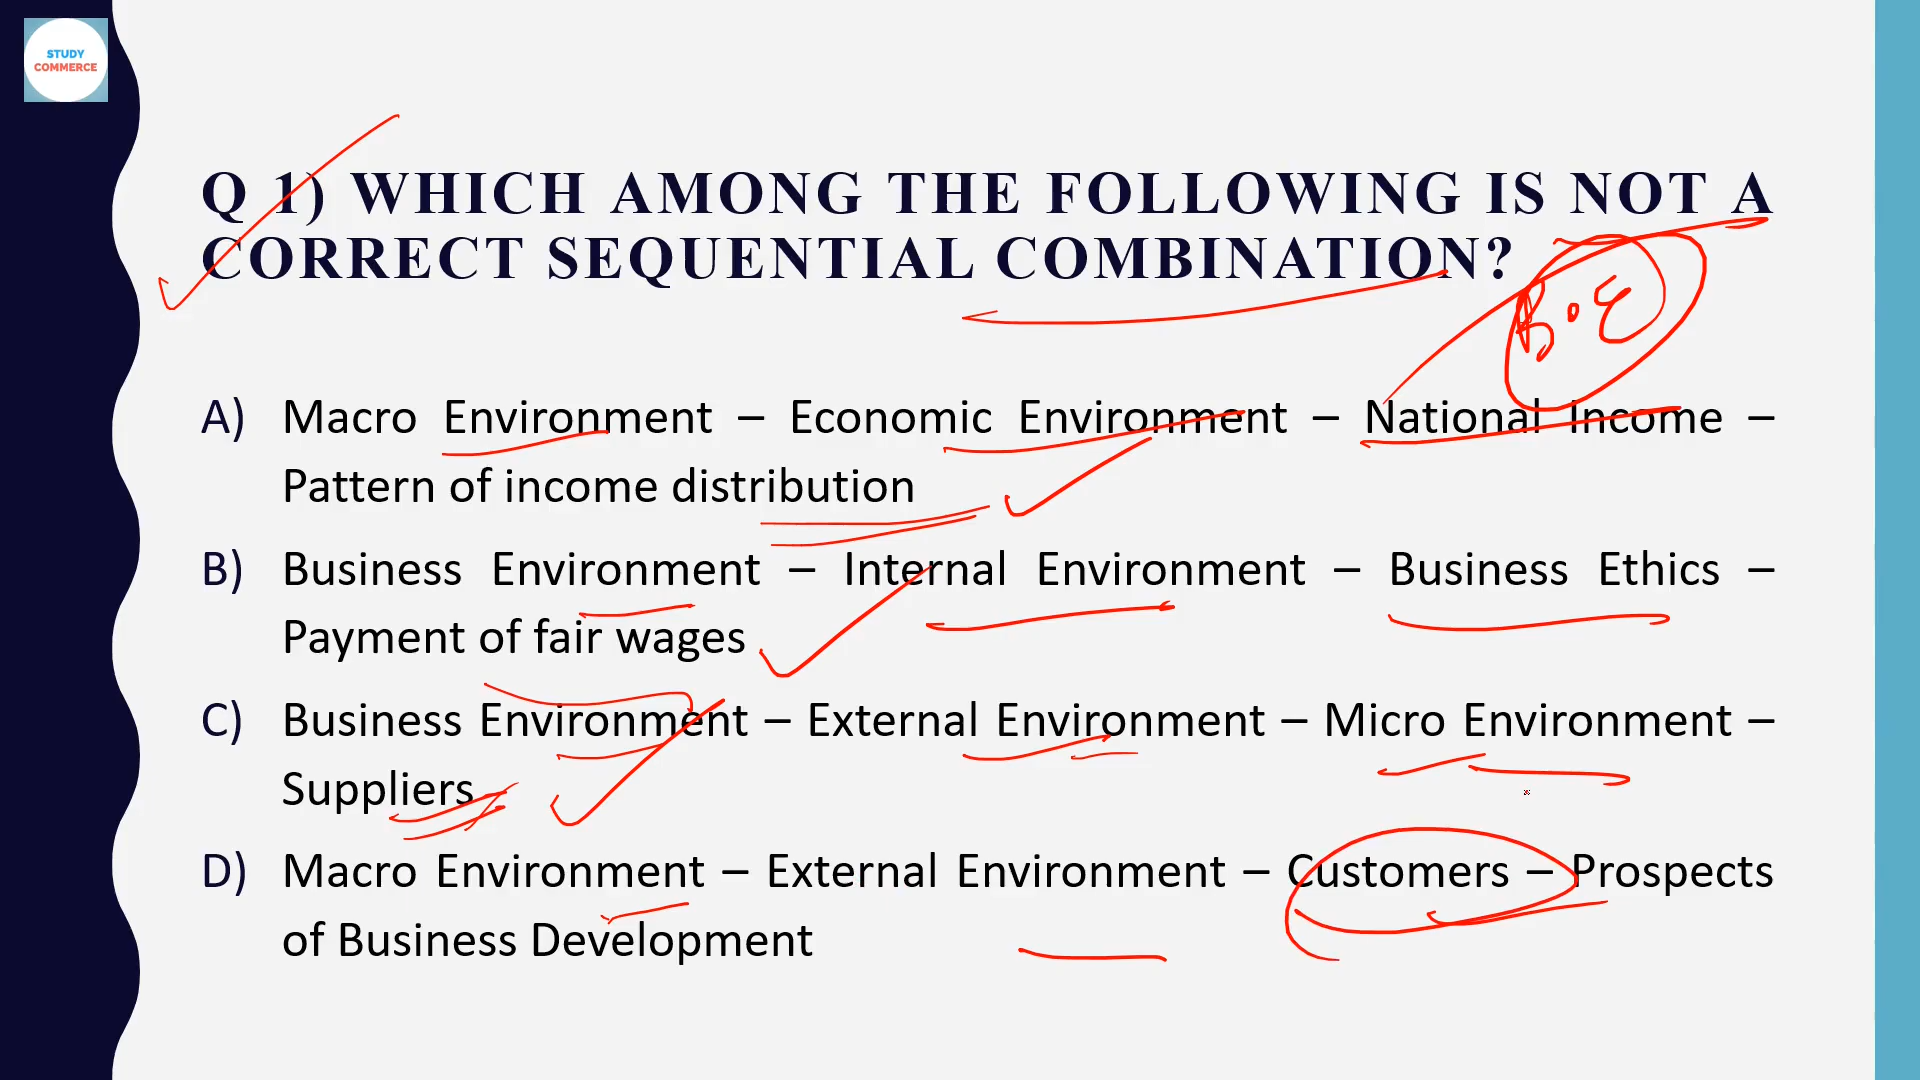 STUDY
COMMERCE
Q 1) WHICH AMONG THE FOLLOWING IS NOT A
CORRECT SEQUENTIAL COMBINATION?
B.E
A) Macro Environment – Economic Environment – National Income –
Pattern of income distribution
B) Business Environment – Internal Environment – Business Ethics –
Payment of fair wages
C) Business Environment – External Environment – Micro Environment –
Suppliers
D) Macro Environment – External Environment – Customers – Prospects
of Business Development